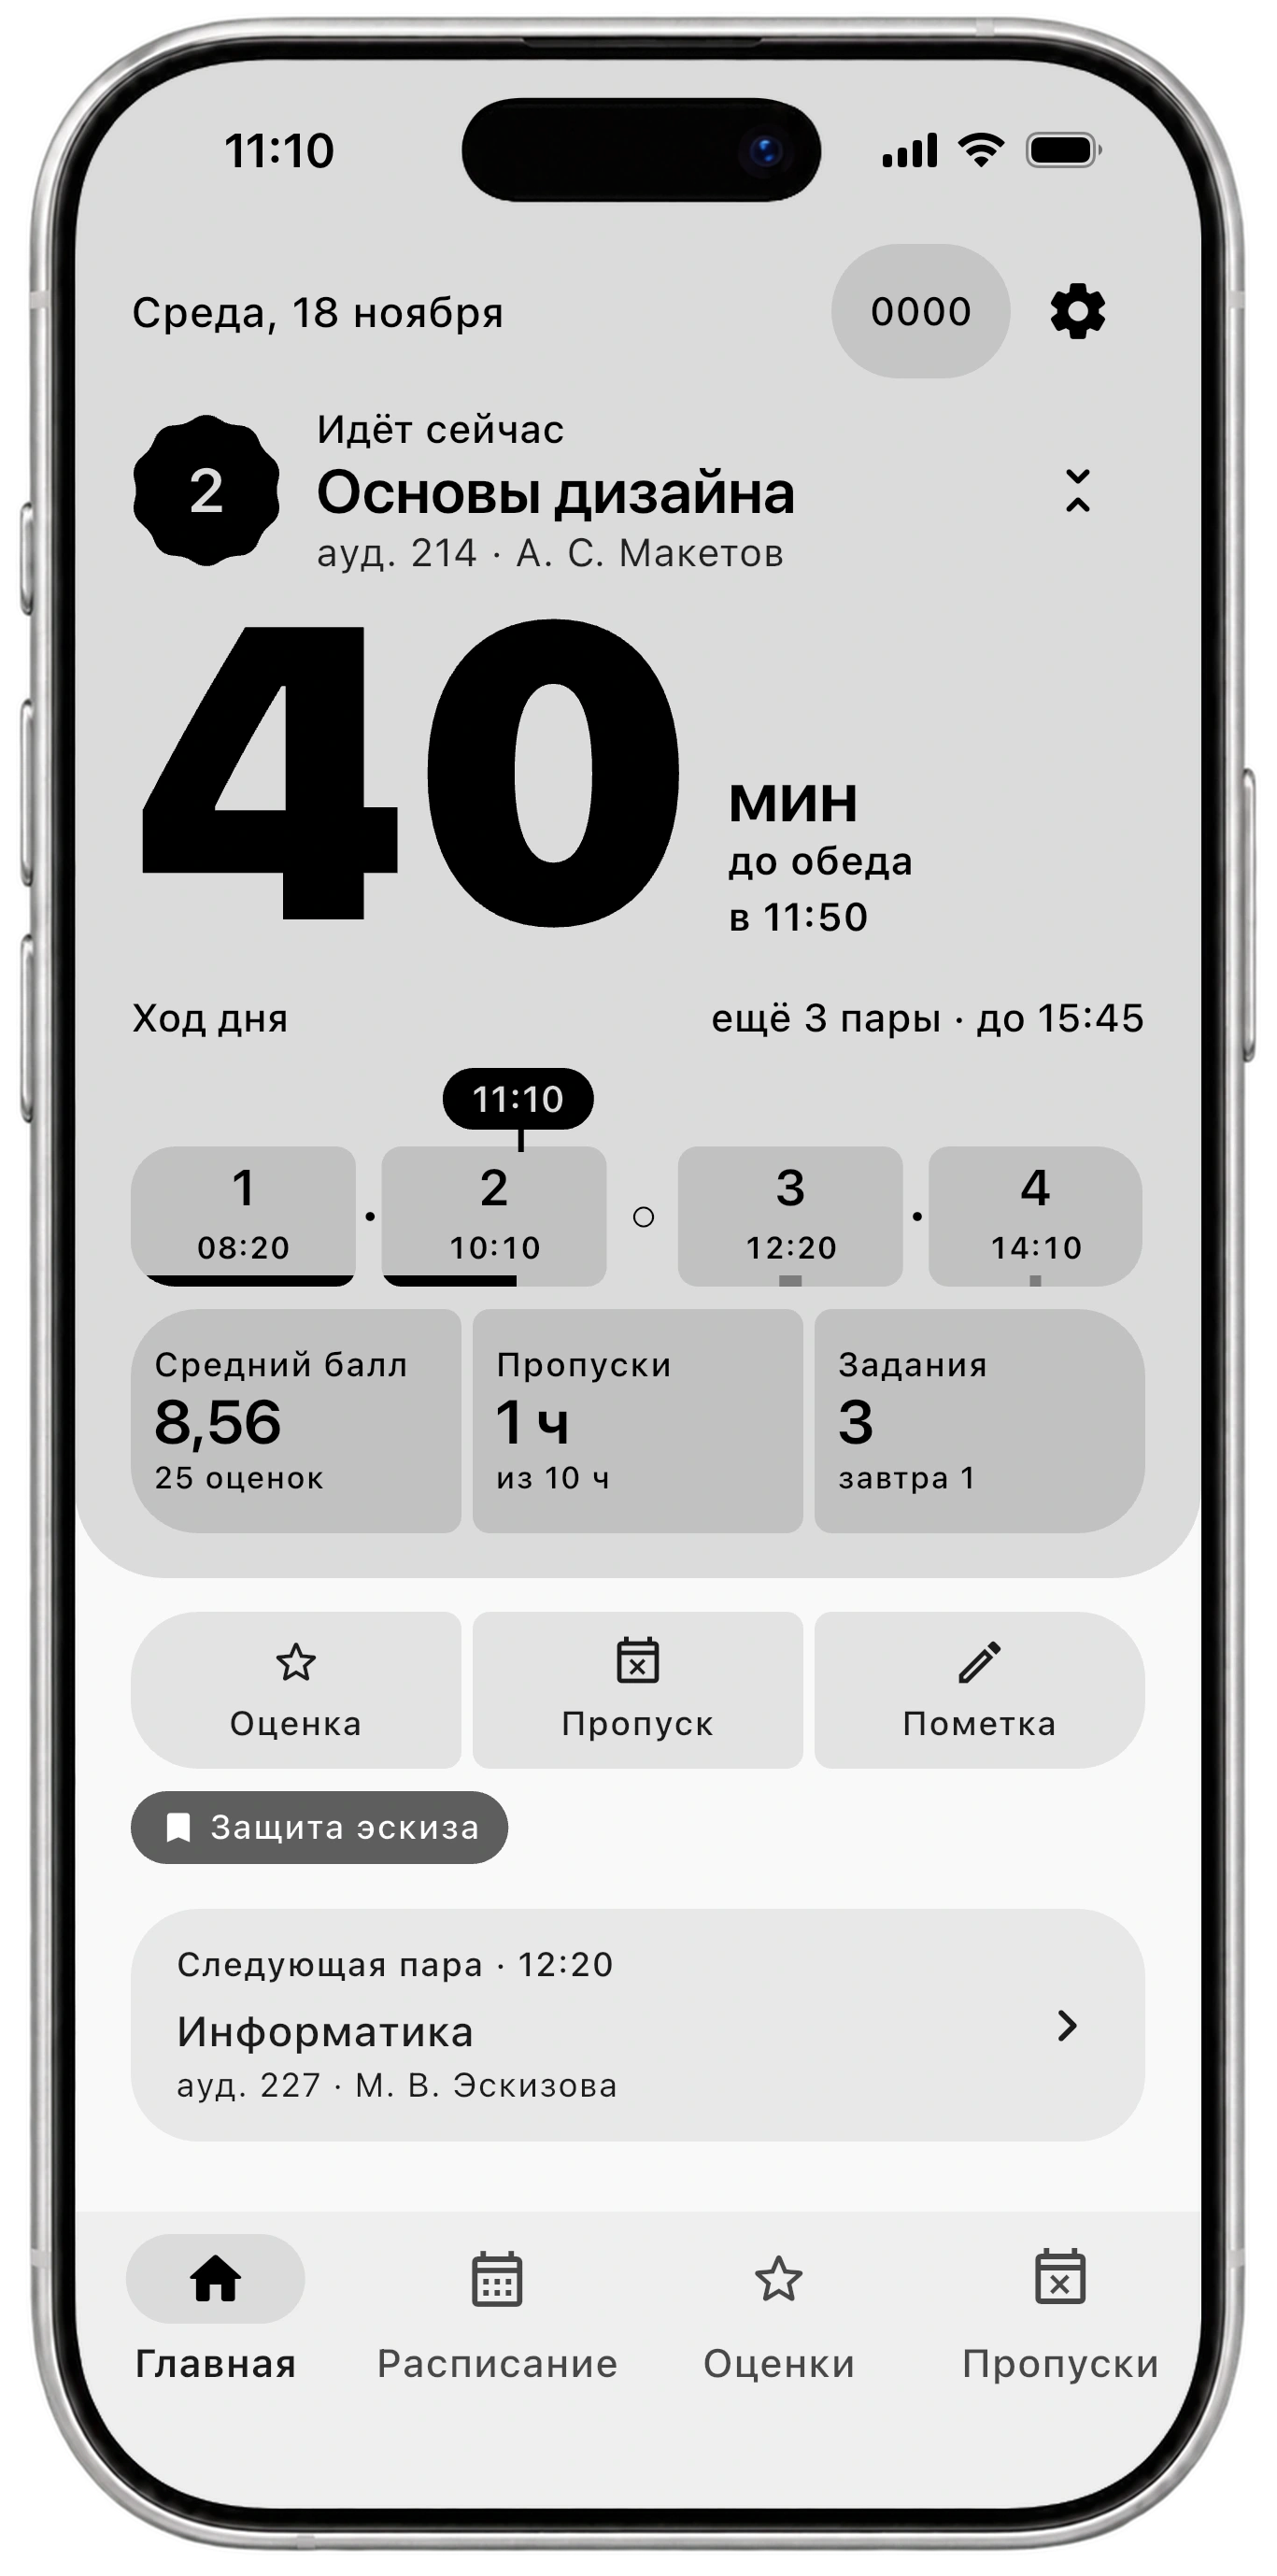 11:10
Среда, 18 ноября
0000
2
Идёт сейчас
Основы дизайна
ауд. 214 · А. С. Макетов
40
мин
до обеда
в 11:50
Ход дня
ещё 3 пары · до 15:45
11:10
1
08:20
2
10:10
3
12:20
4
14:10
Средний балл
8,56
25 оценок
Пропуски
1 ч
из 10 ч
Задания
3
завтра 1
Оценка
Пропуск
Пометка
Защита эскиза
Следующая пара · 12:20
Информатика
ауд. 227 · М. В. Эскизова
Главная
Расписание
Оценки
Пропуски